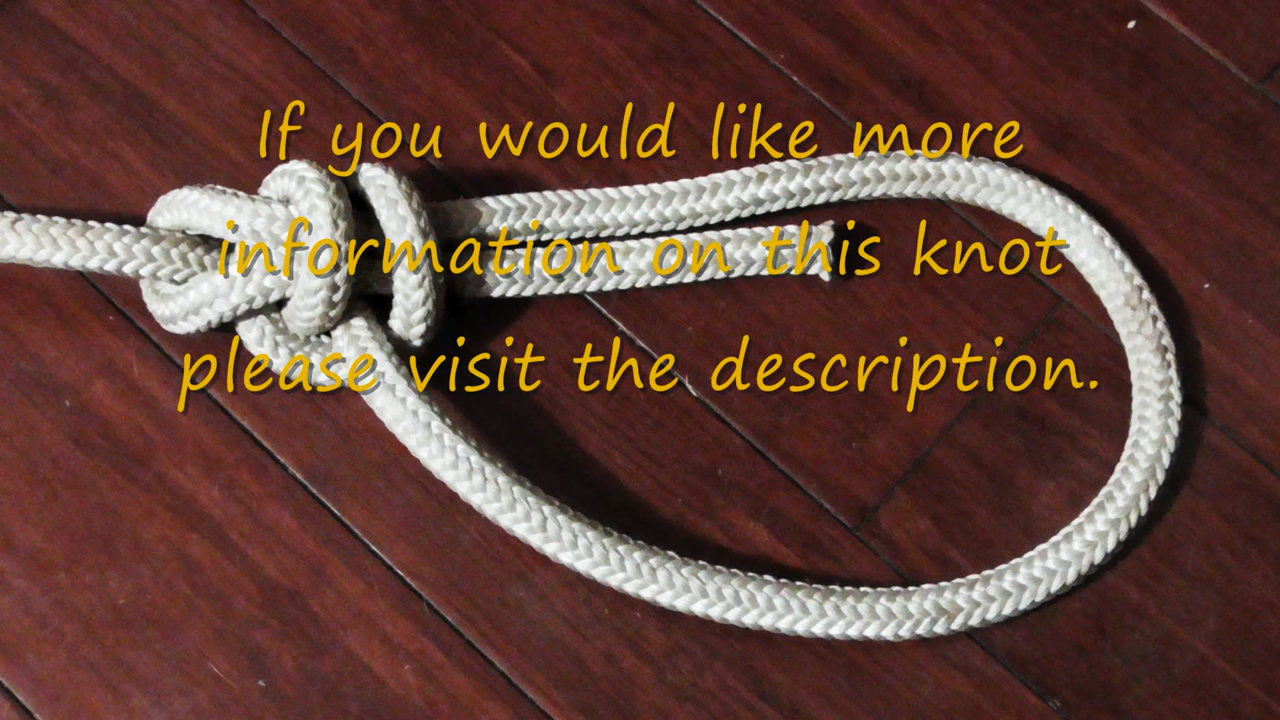 If you would like more
information on this knot
please visit the description.